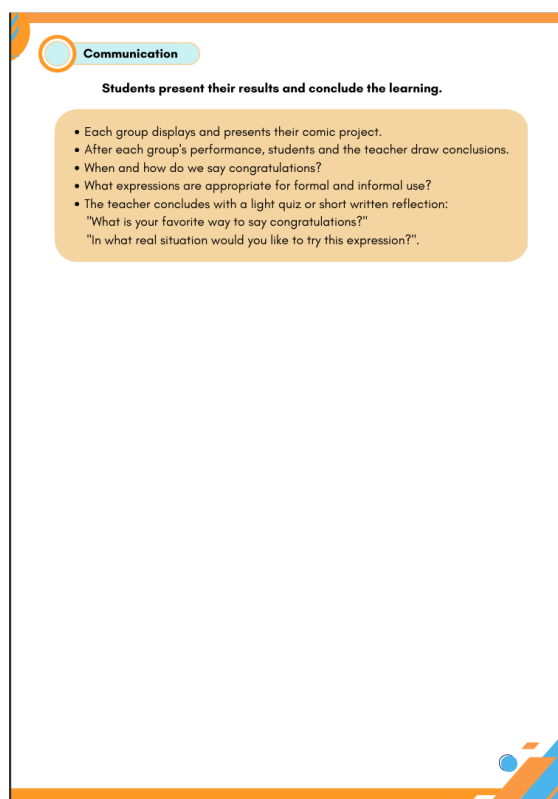 Communication
Students present their results and conclude the learning.
• Each group displays and presents their comic project.
• After each group's performance, students and the teacher draw conclusions.
• When and how do we say congratulations?
• What expressions are appropriate for formal and informal use?
• The teacher concludes with a light quiz or short written reflection:
"What is your favorite way to say congratulations?"
"In what real situation would you like to try this expression?".